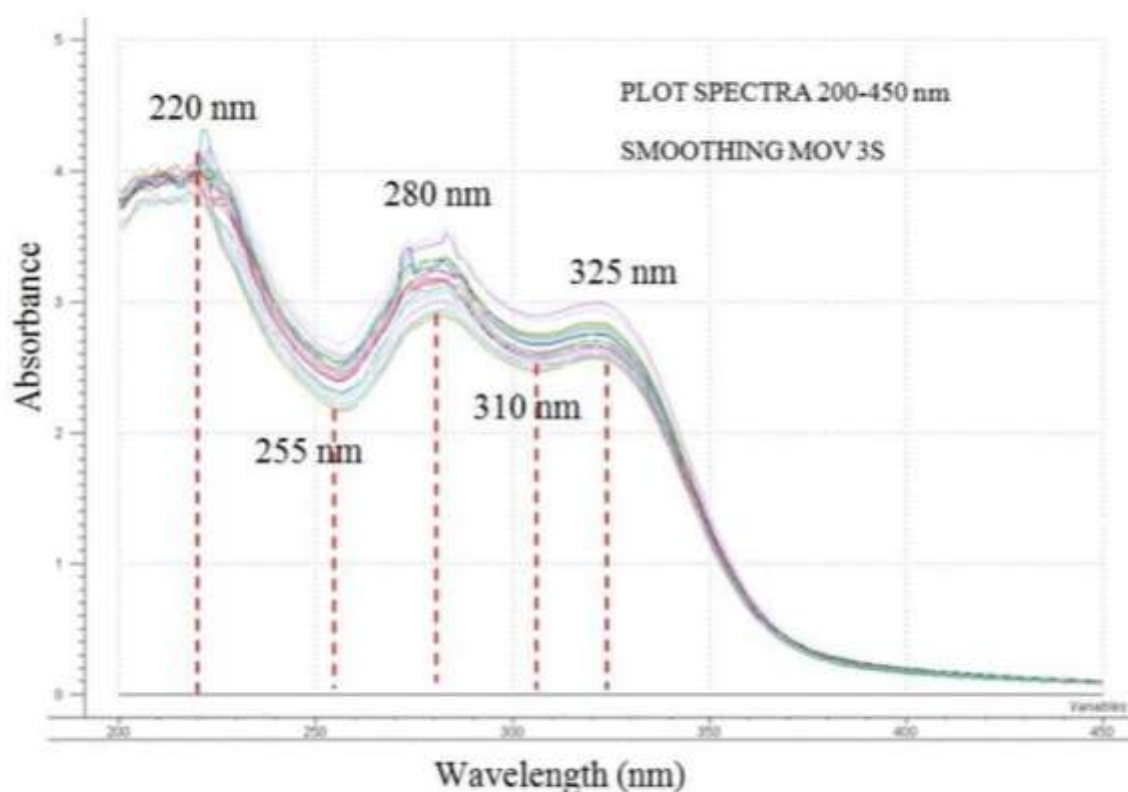 5
PLOT SPECTRA 200-450 nm
220 nm
SMOOTHING MOV 3S
4
280 nm
325 nm
3
Absorbance
310 nm
2
255 nm
1
0
Variables
200 250 300 350 400 450
Wavelength (nm)